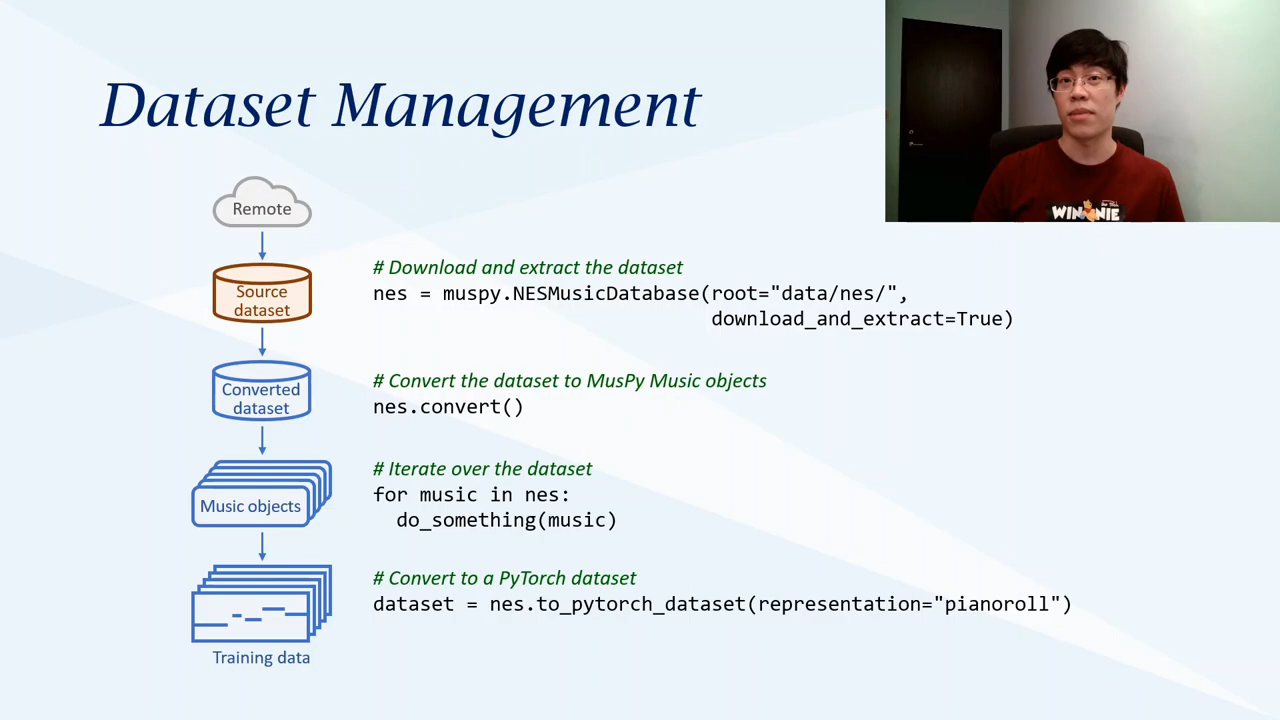 Dataset Management
Remote
Source
dataset
# Download and extract the dataset
nes = muspy.NESMusicDatabase(root="data/nes/",
download_and_extract=True)
Converted
dataset
# Convert the dataset to MusPy Music objects
nes.convert()
Music objects
# Iterate over the dataset
for music in nes:
do_something(music)
# Convert to a PyTorch dataset
dataset = nes.to_pytorch_dataset(representation="pianoroll")
Training data
WINNIE